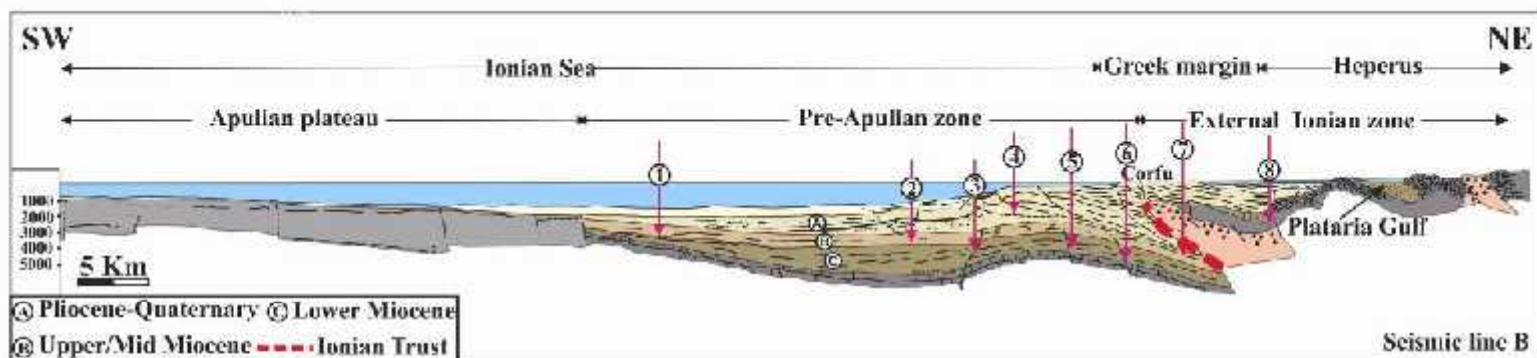 SW NE
Ionian Sea Greek margin Heperus
Apulian plateau Pre-Apulian zone External Ionian zone
① ② ③ ④ ⑤ ⑥ ⑦ ⑧
Corfu
1000
2000
3000
4000
5000
Ⓐ
Ⓑ
Ⓒ
Plataria Gulf
5 Km
Ⓐ Pliocene-Quaternary Ⓒ Lower Miocene
Ⓑ Upper/Mid Miocene Ionian Trust
Seismic line B